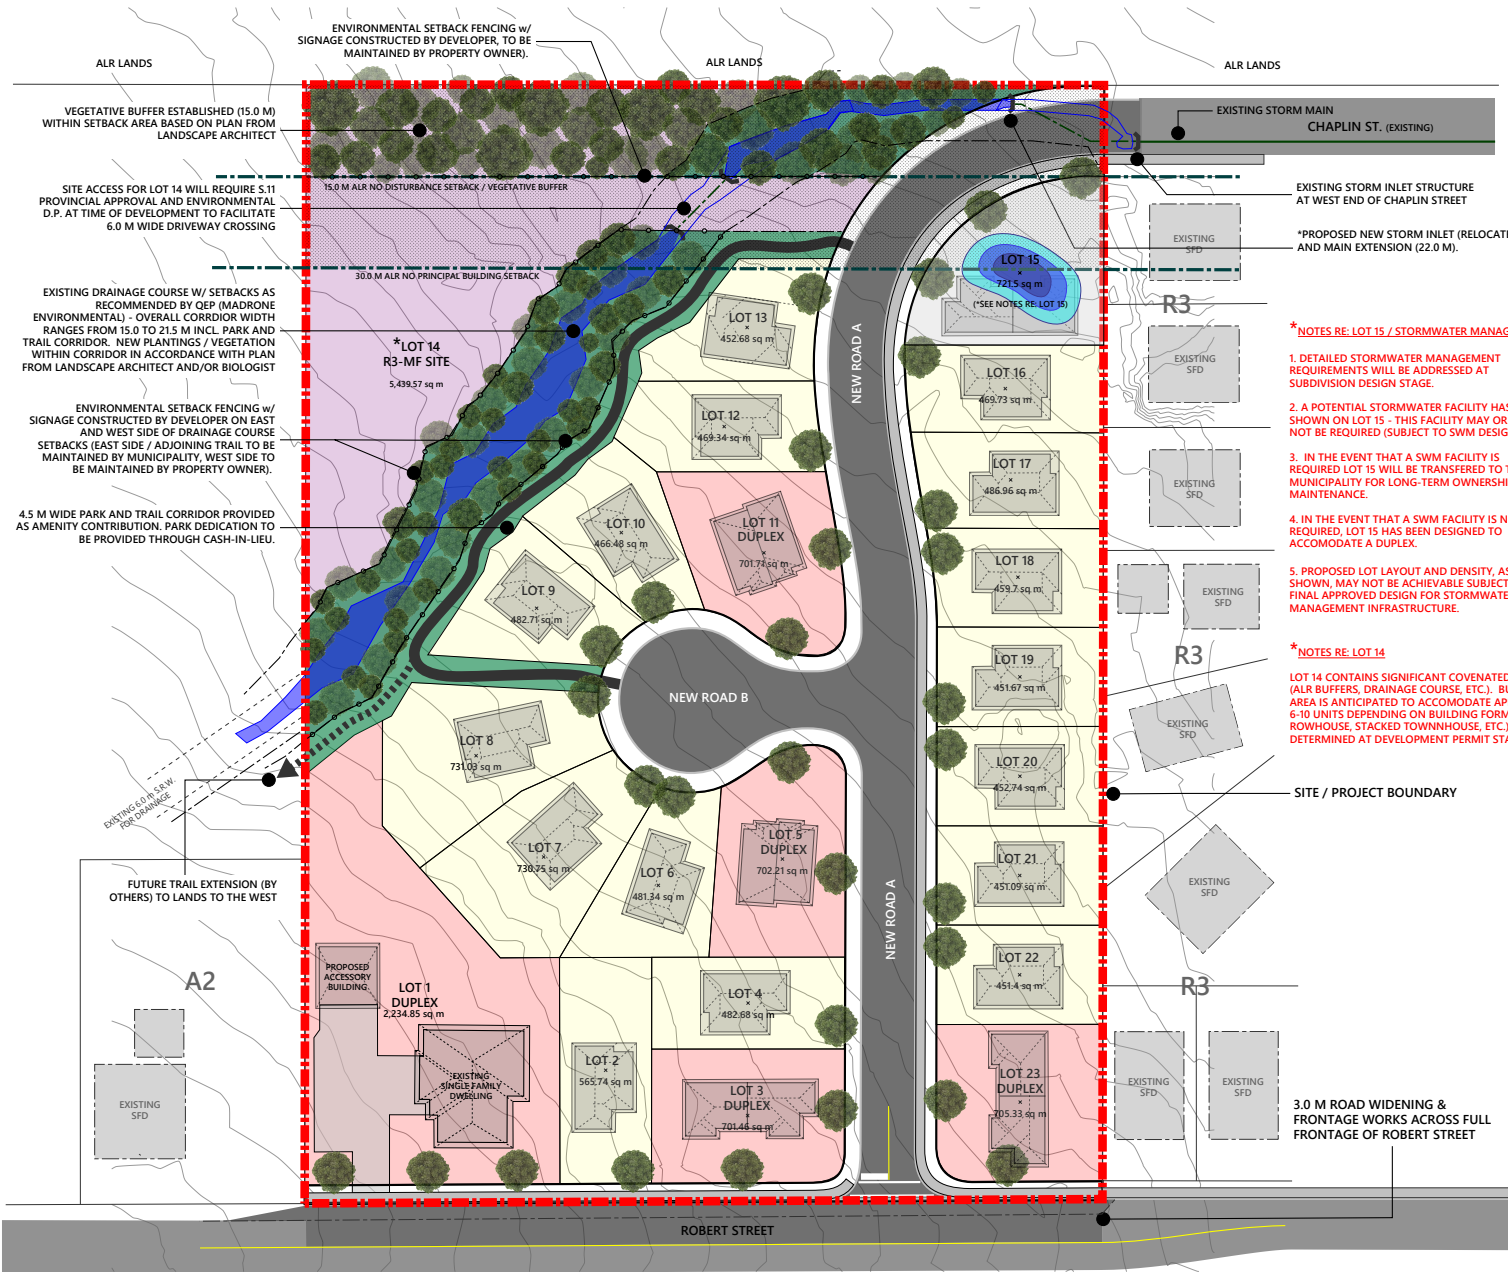 ENVIRONMENTAL SETBACK FENCING w/
SIGNAGE CONSTRUCTED BY DEVELOPER, TO BE
MAINTAINED BY PROPERTY OWNER).
ALR LANDS
ALR LANDS
ALR LANDS
VEGETATIVE BUFFER ESTABLISHED (15.0 M)
WITHIN SETBACK AREA BASED ON PLAN FROM
LANDSCAPE ARCHITECT
EXISTING STORM MAIN
CHAPLIN ST. (EXISTING)
SITE ACCESS FOR LOT 14 WILL REQUIRE S.11
PROVINCIAL APPROVAL AND ENVIRONMENTAL
D.P. AT TIME OF DEVELOPMENT TO FACILITATE
6.0 M WIDE DRIVEWAY CROSSING
15.0 M ALR NO DISTURBANCE SETBACK / VEGETATIVE BUFFER
EXISTING STORM INLET STRUCTURE
AT WEST END OF CHAPLIN STREET
*PROPOSED NEW STORM INLET (RELOCATE
AND MAIN EXTENSION (22.0 M).
30.0 M ALR NO PRINCIPAL BUILDING SETBACK
EXISTING DRAINAGE COURSE W/ SETBACKS AS
RECOMMENDED BY QEP (MADRONE
ENVIRONMENTAL) - OVERALL CORRDIOR WIDTH
RANGES FROM 15.0 TO 21.5 M INCL. PARK AND
TRAIL CORRIDOR. NEW PLANTINGS / VEGETATION
WITHIN CORRIDOR IN ACCORDANCE WITH PLAN
FROM LANDSCAPE ARCHITECT AND/OR BIOLOGIST
*LOT 14
R3-MF SITE
5,439.57 sq m
ENVIRONMENTAL SETBACK FENCING w/
SIGNAGE CONSTRUCTED BY DEVELOPER ON EAST
AND WEST SIDE OF DRAINAGE COURSE
SETBACKS (EAST SIDE / ADJOINING TRAIL TO BE
MAINTAINED BY MUNICIPALITY, WEST SIDE TO
BE MAINTAINED BY PROPERTY OWNER).
4.5 M WIDE PARK AND TRAIL CORRIDOR PROVIDED
AS AMENITY CONTRIBUTION. PARK DEDICATION TO
BE PROVIDED THROUGH CASH-IN-LIEU.
LOT 15
721.5 sq m
(*SEE NOTES RE: LOT 15)
LOT 13
452.68 sq m
LOT 12
469.34 sq m
LOT 11
DUPLEX
701.71 sq m
LOT 10
466.48 sq m
LOT 9
482.71 sq m
LOT 16
469.73 sq m
LOT 17
486.96 sq m
LOT 18
459.7 sq m
LOT 19
451.67 sq m
LOT 20
452.74 sq m
LOT 21
451.09 sq m
LOT 22
451.4 sq m
LOT 23
DUPLEX
705.33 sq m
NEW ROAD A
NEW ROAD B
NEW ROAD A
LOT 8
731.03 sq m
LOT 7
730.75 sq m
LOT 6
481.34 sq m
LOT 5
DUPLEX
702.21 sq m
LOT 4
482.68 sq m
LOT 3
DUPLEX
701.46 sq m
LOT 2
565.74 sq m
LOT 1
DUPLEX
2,234.85 sq m
PROPOSED
ACCESSORY
BUILDING
EXISTING
SINGLE FAMILY
DWELLING
EXISTING 6.0 m S.R.W.
FOR DRAINAGE
FUTURE TRAIL EXTENSION (BY
OTHERS) TO LANDS TO THE WEST
A2
EXISTING
SFD
EXISTING
SFD
R3
EXISTING
SFD
EXISTING
SFD
EXISTING
SFD
R3
EXISTING
SFD
EXISTING
SFD
R3
EXISTING
SFD
EXISTING
SFD
*NOTES RE: LOT 15 / STORMWATER MANAG
1. DETAILED STORMWATER MANAGEMENT
REQUIREMENTS WILL BE ADDRESSED AT
SUBDIVISION DESIGN STAGE.
2. A POTENTIAL STORMWATER FACILITY HAS
SHOWN ON LOT 15 - THIS FACILITY MAY OR
NOT BE REQUIRED (SUBJECT TO SWM DESIG
3. IN THE EVENT THAT A SWM FACILITY IS
REQUIRED LOT 15 WILL BE TRANSFERED TO T
MUNICIPALITY FOR LONG-TERM OWNERSHI
MAINTENANCE.
4. IN THE EVENT THAT A SWM FACILITY IS N
REQUIRED, LOT 15 HAS BEEN DESIGNED TO
ACCOMODATE A DUPLEX.
5. PROPOSED LOT LAYOUT AND DENSITY, AS
SHOWN, MAY NOT BE ACHIEVABLE SUBJECT
FINAL APPROVED DESIGN FOR STORMWATE
MANAGEMENT INFRASTRUCTURE.
*NOTES RE: LOT 14
LOT 14 CONTAINS SIGNIFICANT COVENATED
(ALR BUFFERS, DRAINAGE COURSE, ETC.). BU
AREA IS ANTICIPATED TO ACCOMODATE AP
6-10 UNITS DEPENDING ON BUILDING FORM
ROWHOUSE, STACKED TOWNNHOUSE, ETC.)
DETERMINED AT DEVELOPMENT PERMIT STA
SITE / PROJECT BOUNDARY
3.0 M ROAD WIDENING &
FRONTAGE WORKS ACROSS FULL
FRONTAGE OF ROBERT STREET
ROBERT STREET